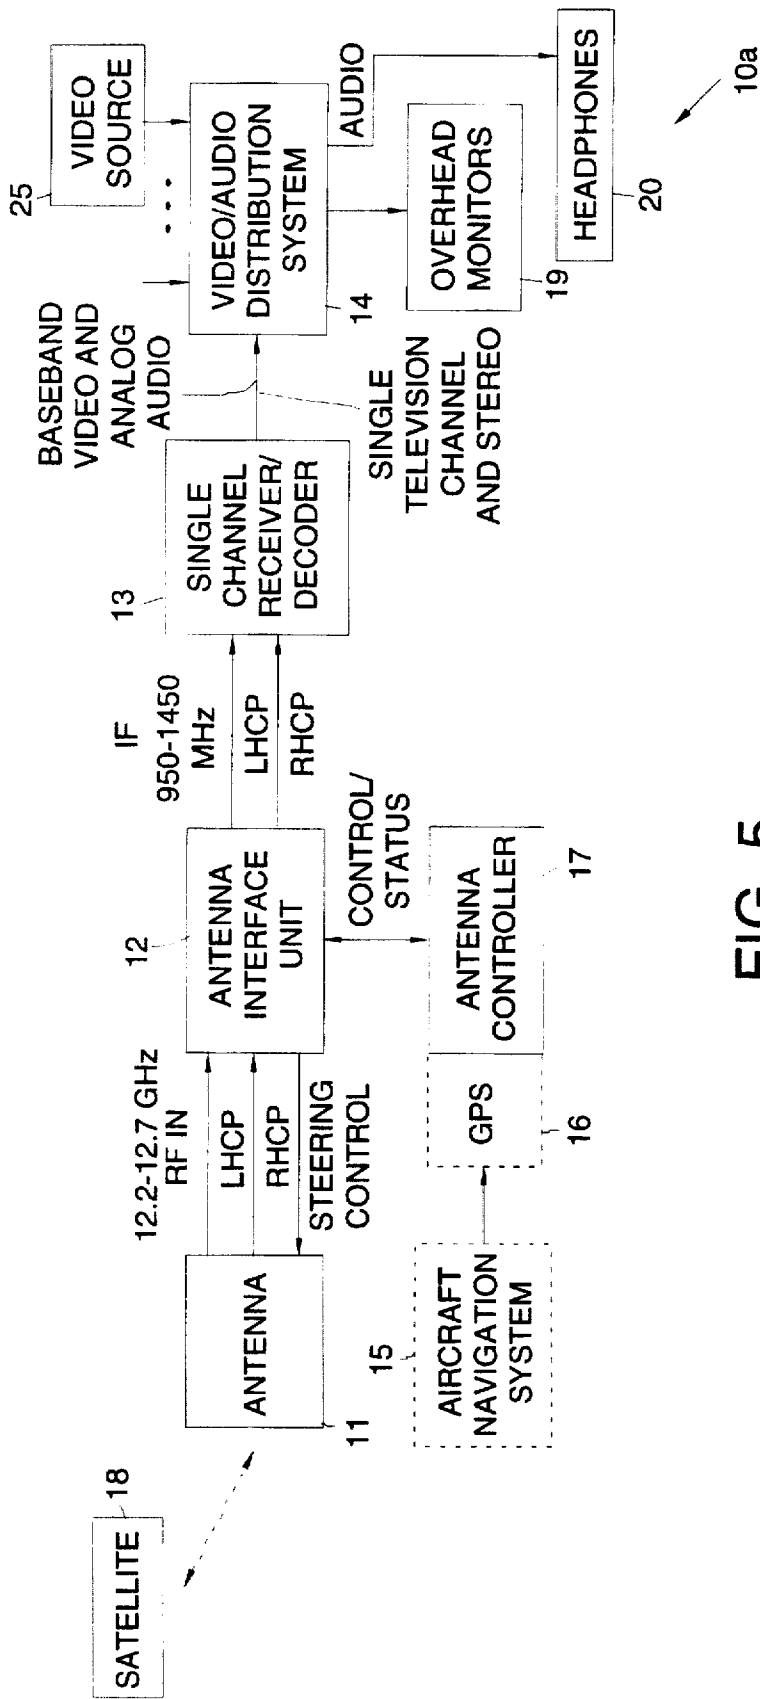 SATELLITE
18
ANTENNA
11
12.2-12.7 GHz
RF IN
LHCP
RHCP
STEERING
CONTROL
12
ANTENNA
INTERFACE
UNIT
IF
950-1450
MHz
LHCP
RHCP
13
SINGLE
CHANNEL
RECEIVER/
DECODER
BASEBAND
VIDEO AND
ANALOG
AUDIO
SINGLE
TELEVISION
CHANNEL
AND STEREO
25
VIDEO
SOURCE
VIDEO/AUDIO
DISTRIBUTION
SYSTEM
14
AUDIO
OVERHEAD
MONITORS
19
HEADPHONES
20
10a
15
AIRCRAFT
NAVIGATION
SYSTEM
GPS
16
CONTROL/
STATUS
ANTENNA
CONTROLLER
17
FIG. 5